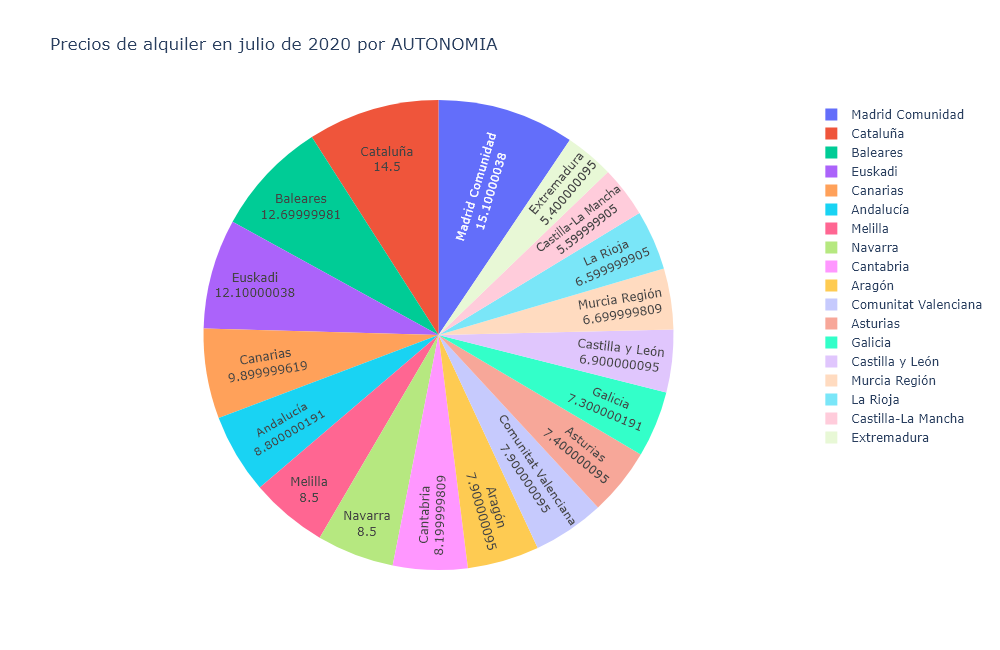 Precios de alquiler en julio de 2020 por AUTONOMIA
Madrid Comunidad
15.10000038
Cataluña
14.5
Baleares
12.69999981
Euskadi
12.10000038
Canarias
9.899999619
Andalucía
8.800000191
Melilla
8.5
Navarra
8.5
Cantabria
8.199999809
Aragón
7.900000095
Comunitat Valenciana
7.900000095
Asturias
7.400000095
Galicia
7.300000191
Castilla y León
6.900000095
Murcia Región
6.699999809
La Rioja
6.599999905
Castilla-La Mancha
5.599999905
Extremadura
5.400000095
Madrid Comunidad
Cataluña
Baleares
Euskadi
Canarias
Andalucía
Melilla
Navarra
Cantabria
Aragón
Comunitat Valenciana
Asturias
Galicia
Castilla y León
Murcia Región
La Rioja
Castilla-La Mancha
Extremadura